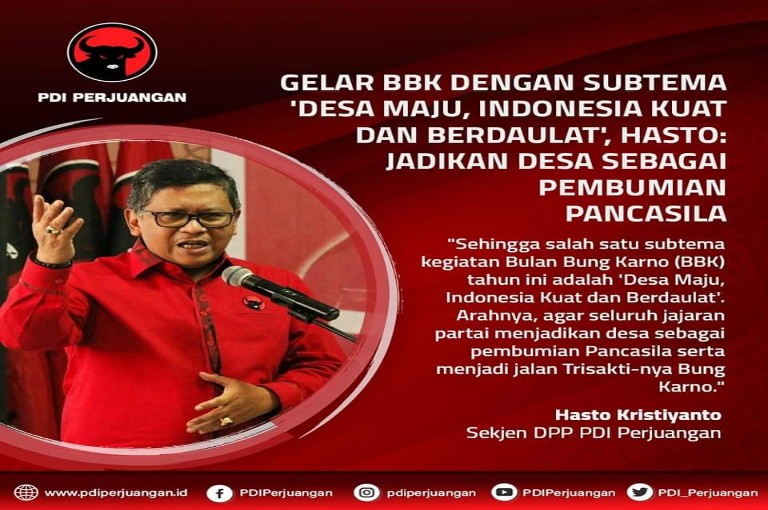 PDI PERJUANGAN
GELAR BBK DENGAN SUBTEMA
'DESA MAJU, INDONESIA KUAT
DAN BERDAULAT', HASTO:
JADIKAN DESA SEBAGAI
PEMBUMIAN
PANCASILA
"Sehingga salah satu subtema
kegiatan Bulan Bung Karno (BBK)
tahun ini adalah 'Desa Maju,
Indonesia Kuat dan Berdaulat'.
Arahnya, agar seluruh jajaran
partai menjadikan desa sebagai
pembumian Pancasila serta
menjadi jalan Trisakti-nya Bung
Karno."
Hasto Kristiyanto
Sekjen DPP PDI Perjuangan
www.pdiperjuangan.id PDIPerjuangan pdiperjuangan PDIPerjuangan PDI_Perjuangan